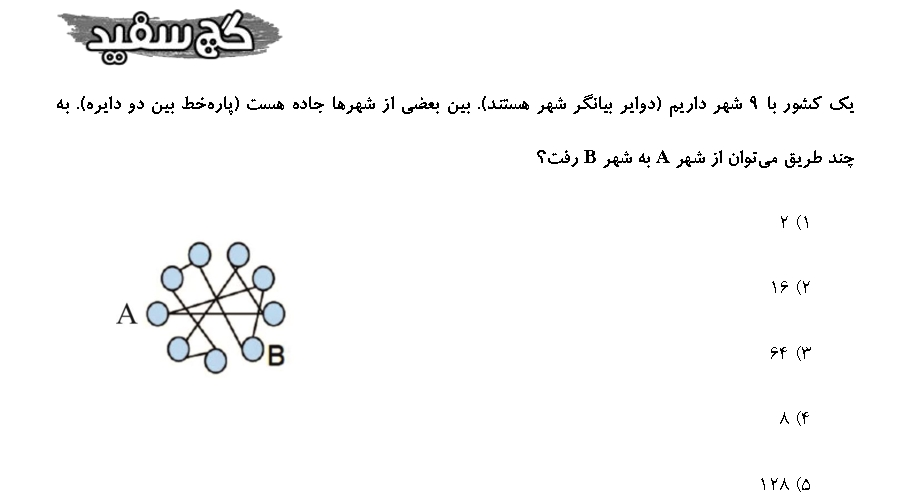 گچ سفید
یک کشور با ۹ شهر داریم (دوایر بیانگر شهر هستند). بین بعضی از شهرها جاده هست (پاره‌خط بین دو دایره). به
چند طریق می‌توان از شهر A به شهر B رفت؟
۱) ۲
۲) ۱۶
۳) ۶۴
۴) ۸
۵) ۱۲۸
A
B